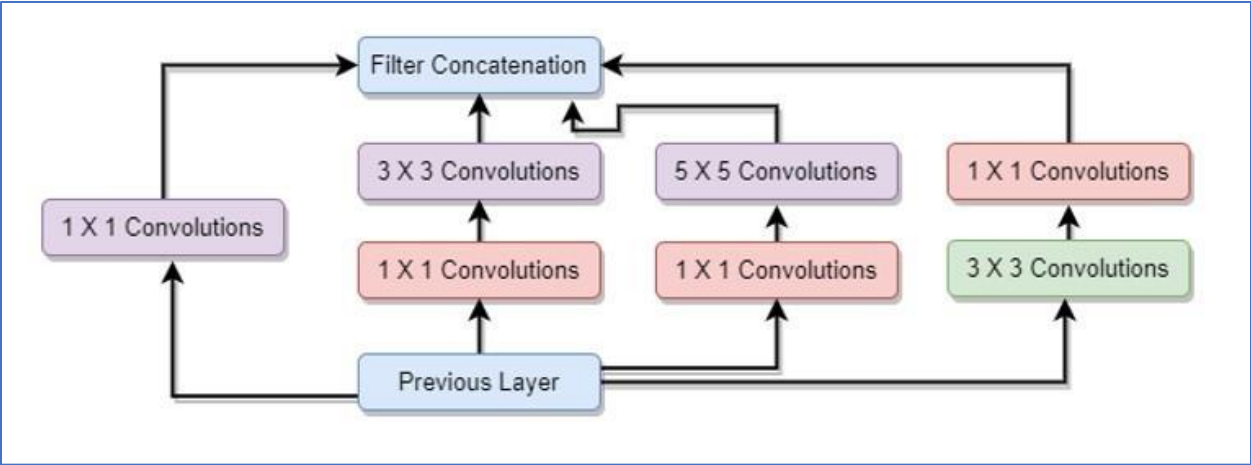 Filter Concatenation
3 X 3 Convolutions
5 X 5 Convolutions
1 X 1 Convolutions
1 X 1 Convolutions
1 X 1 Convolutions
1 X 1 Convolutions
3 X 3 Convolutions
Previous Layer